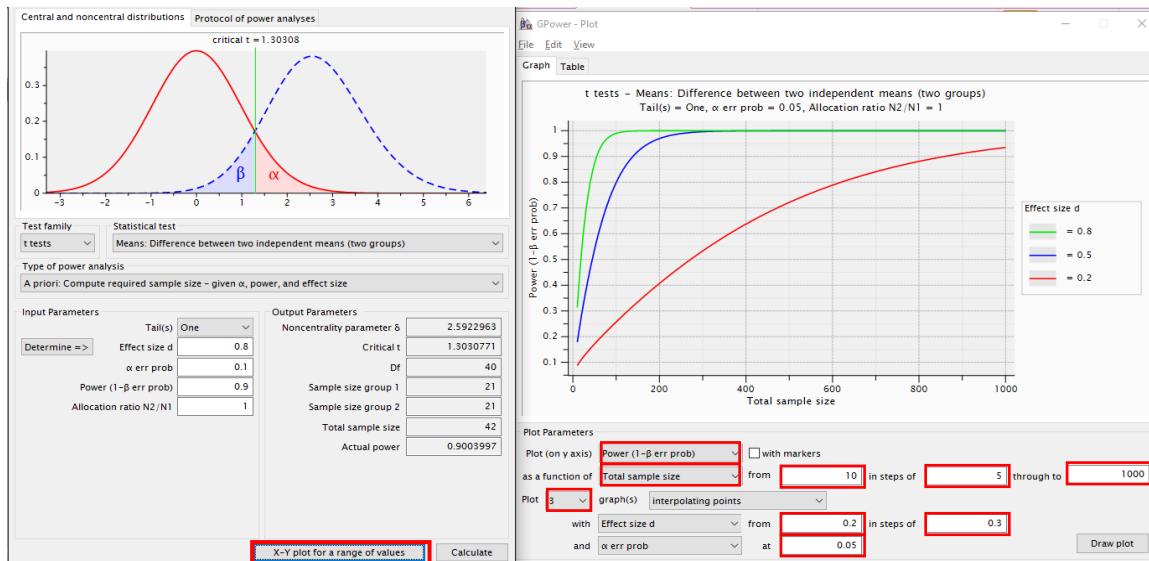 Central and noncentral distributions
Protocol of power analyses
critical t = 1.30308
0.3
0.2
0.1
0
β
α
-3
-2
-1
0
1
2
3
4
5
6
Test family
Statistical test
t tests
Means: Difference between two independent means (two groups)
Type of power analysis
A priori: Compute required sample size – given α, power, and effect size
Input Parameters
Output Parameters
Tail(s) One
Noncentrality parameter δ 2.5922963
Determine => Effect size d 0.8
Critical t 1.3030771
α err prob 0.1
Df 40
Power (1-β err prob) 0.9
Sample size group 1 21
Allocation ratio N2/N1 1
Sample size group 2 21
Total sample size 42
Actual power 0.9003997
X-Y plot for a range of values
Calculate
GPower - Plot
File Edit View
Graph Table
t tests – Means: Difference between two independent means (two groups)
Tail(s) = One, α err prob = 0.05, Allocation ratio N2/N1 = 1
Power (1-β err prob)
1
0.9
0.8
0.7
0.6
0.5
0.4
0.3
0.2
0.1
0
200
400
600
800
1000
Total sample size
Effect size d
= 0.8
= 0.5
= 0.2
Plot Parameters
Plot (on y axis) Power (1-β err prob) with markers
as a function of Total sample size from 10 in steps of 5 through to 1000
Plot 3 graph(s) interpolating points
with Effect size d from 0.2 in steps of 0.3
and α err prob at 0.05
Draw plot